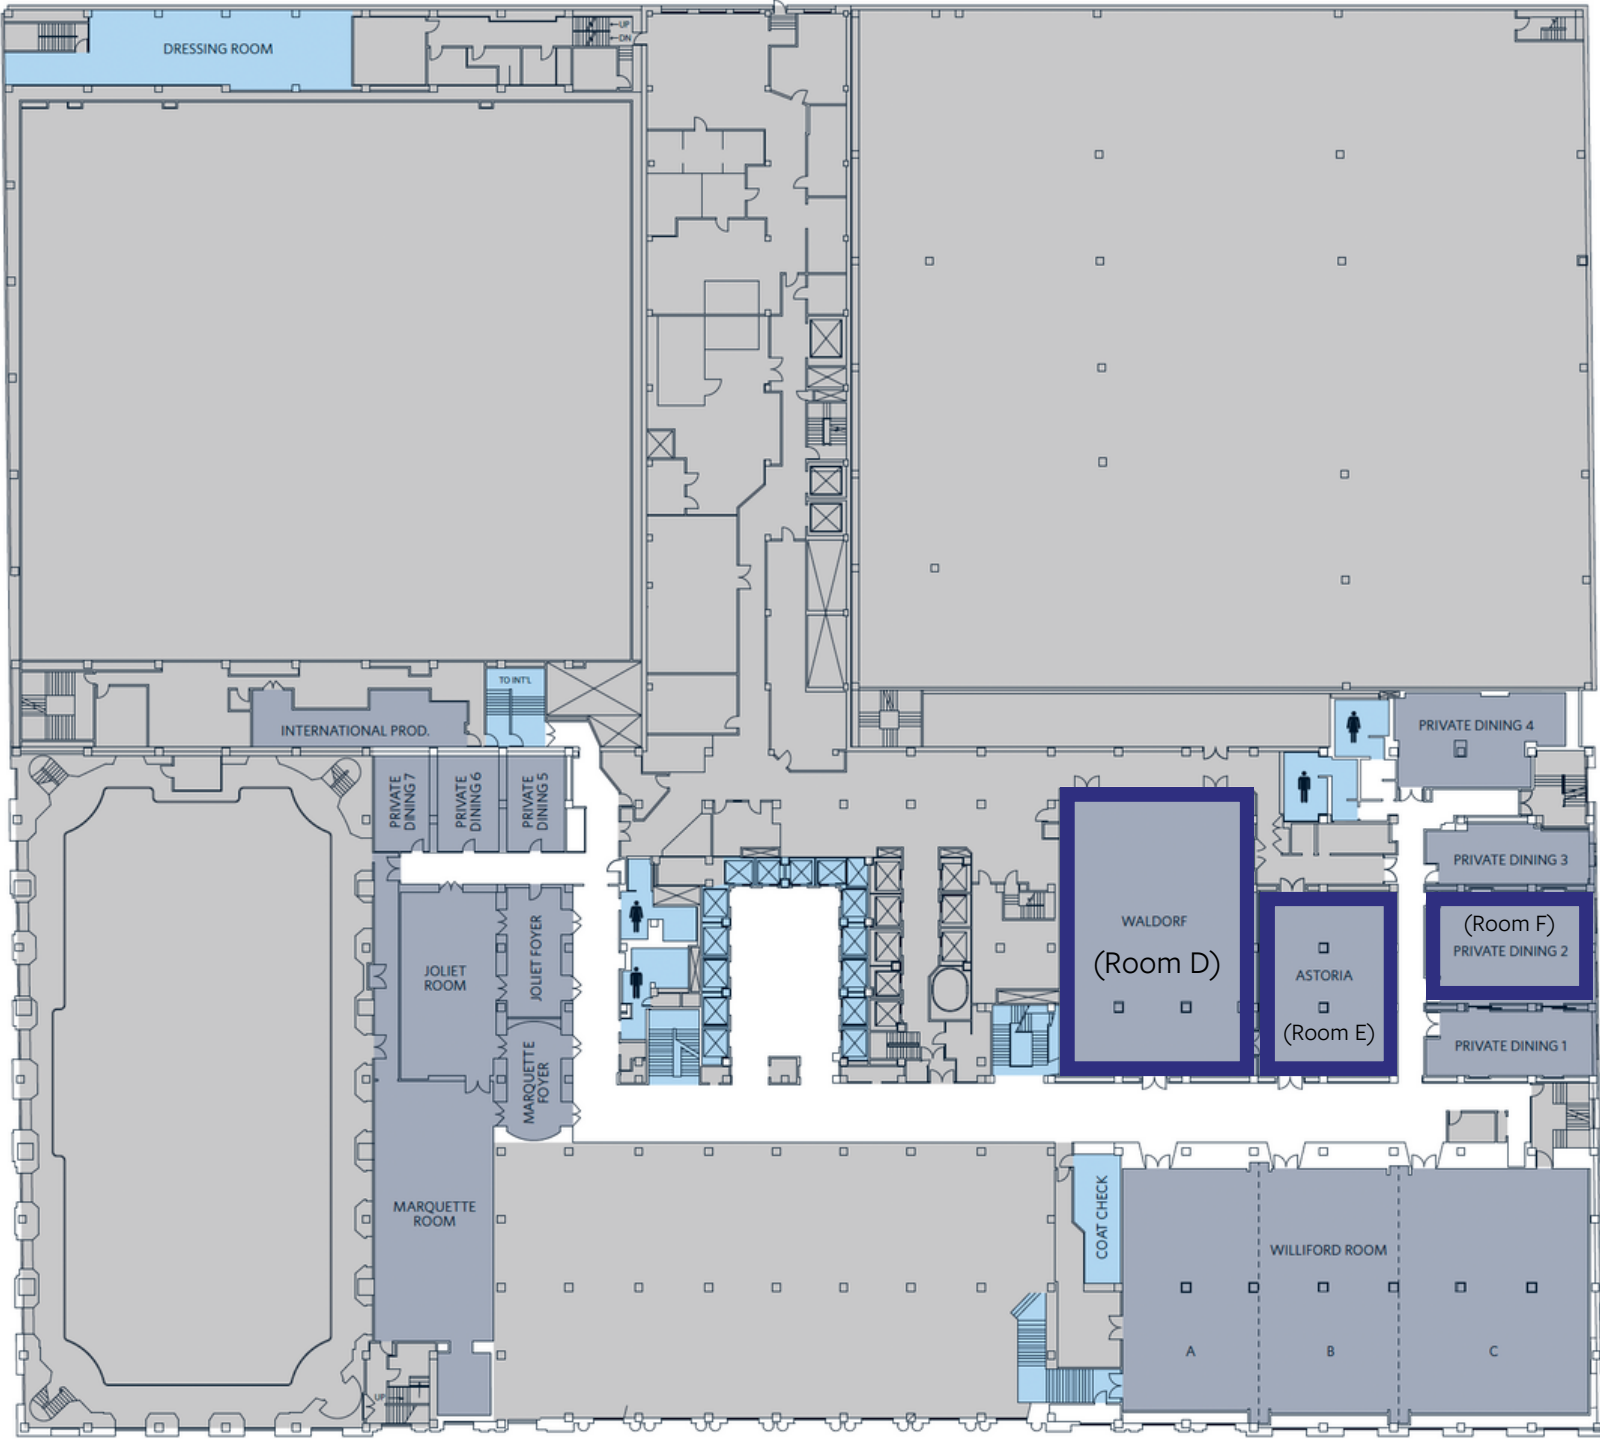 UP
DN
DRESSING ROOM
TO INT'L
INTERNATIONAL PROD.
PRIVATE DINING 4
PRIVATE
DINING 7
PRIVATE
DINING 6
PRIVATE
DINING 5
PRIVATE DINING 3
WALDORF
(Room D)
(Room F)
PRIVATE DINING 2
JOLIET
ROOM
JOLIET FOYER
ASTORIA
(Room E)
PRIVATE DINING 1
MARQUETTE
FOYER
MARQUETTE
ROOM
COAT CHECK
WILLIFORD ROOM
A
B
C
UP